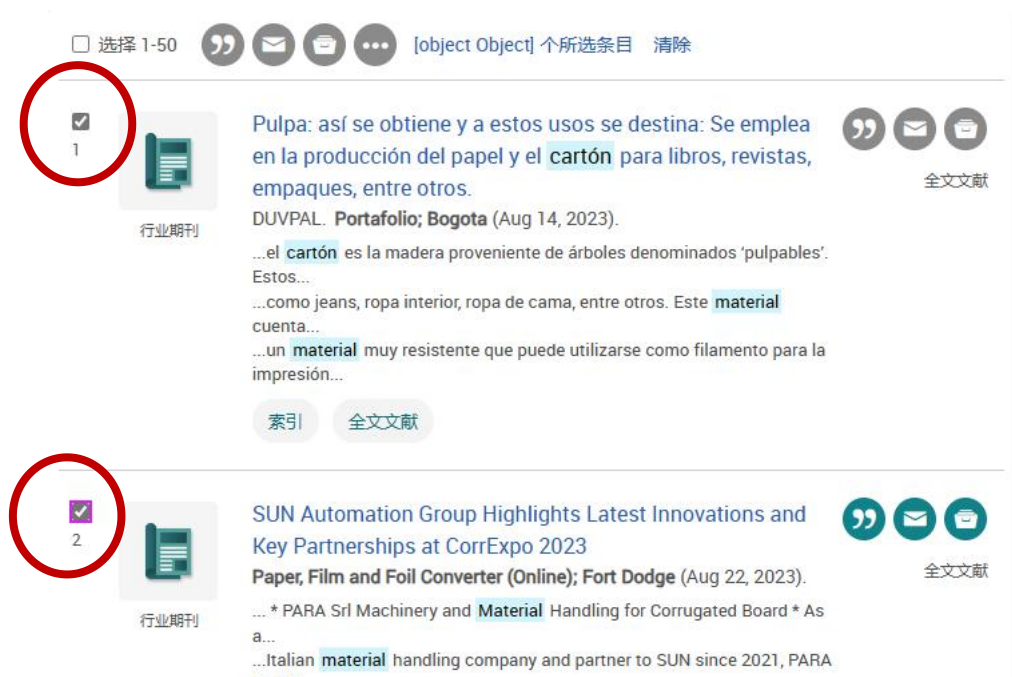 选择 1-50 [object Object] 个所选条目 清除
1
行业期刊
Pulpa: así se obtiene y a estos usos se destina: Se emplea
en la producción del papel y el cartón para libros, revistas,
empaques, entre otros.
DUVPAL. Portafolio; Bogota (Aug 14, 2023).
...el cartón es la madera proveniente de árboles denominados ‘pulpables’.
Estos...
...como jeans, ropa interior, ropa de cama, entre otros. Este material
cuenta...
...un material muy resistente que puede utilizarse como filamento para la
impresión...
索引 全文文献
全文文献
2
行业期刊
SUN Automation Group Highlights Latest Innovations and
Key Partnerships at CorrExpo 2023
Paper, Film and Foil Converter (Online); Fort Dodge (Aug 22, 2023).
... * PARA Srl Machinery and Material Handling for Corrugated Board * As
a...
...Italian material handling company and partner to SUN since 2021, PARA
全文文献